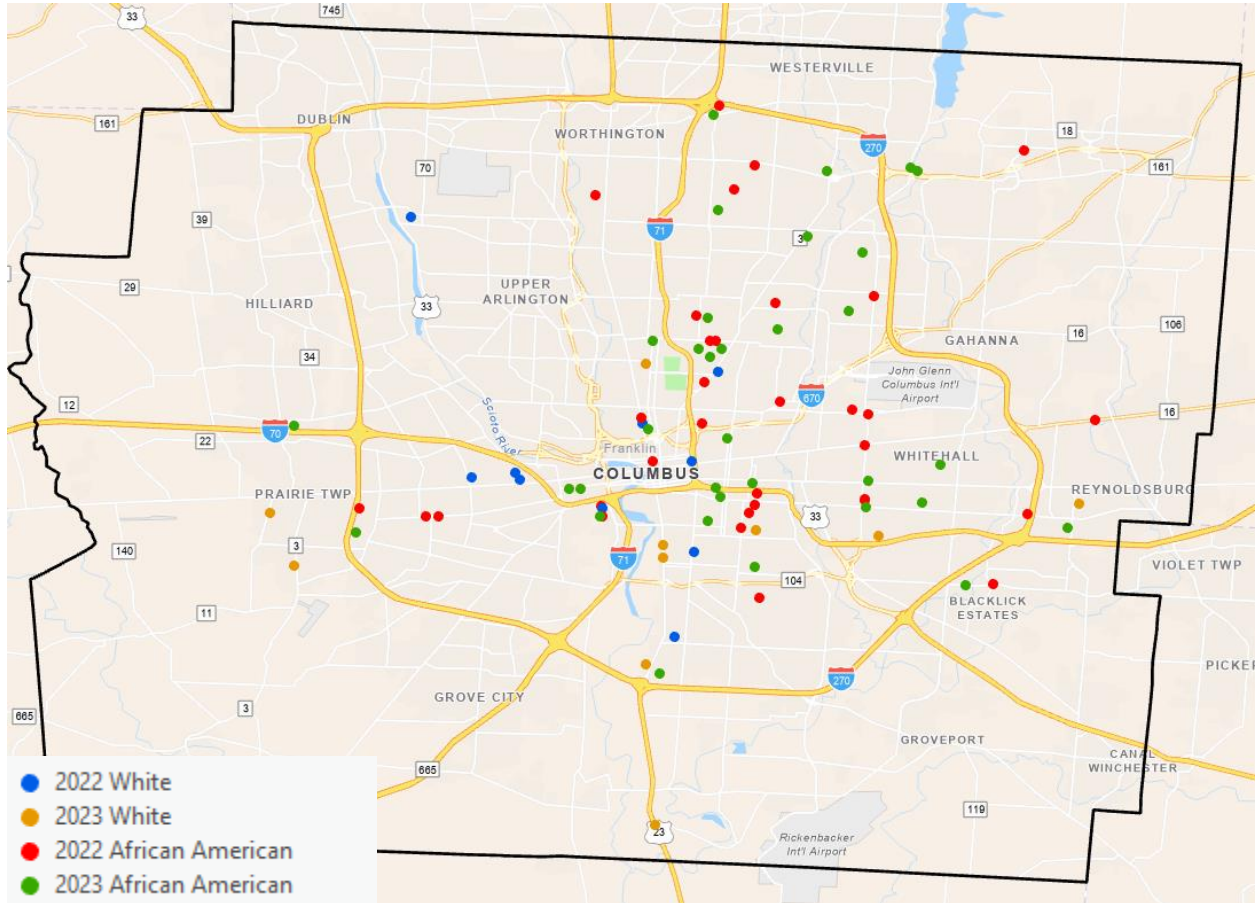 745
33
WESTERVILLE
161
DUBLIN
WORTHINGTON
18
270
161
70
39
71
3
UPPER
ARLINGTON
29
HILLIARD
33
106
16
GAHANNA
34
John Glenn
Columbus Int'l
Airport
670
12
16
70
22
Scioto River
Franklin
WHITEHALL
COLUMBUS
PRAIRIE TWP
REYNOLDSBURG
33
3
140
71
104
VIOLET TWP
BLACKLICK
ESTATES
11
PICKER
270
GROVE CITY
3
665
GROVEPORT
CANAL
WINCHESTER
665
119
23
Rickenbacker
Int'l Airport
2022 White
2023 White
2022 African American
2023 African American